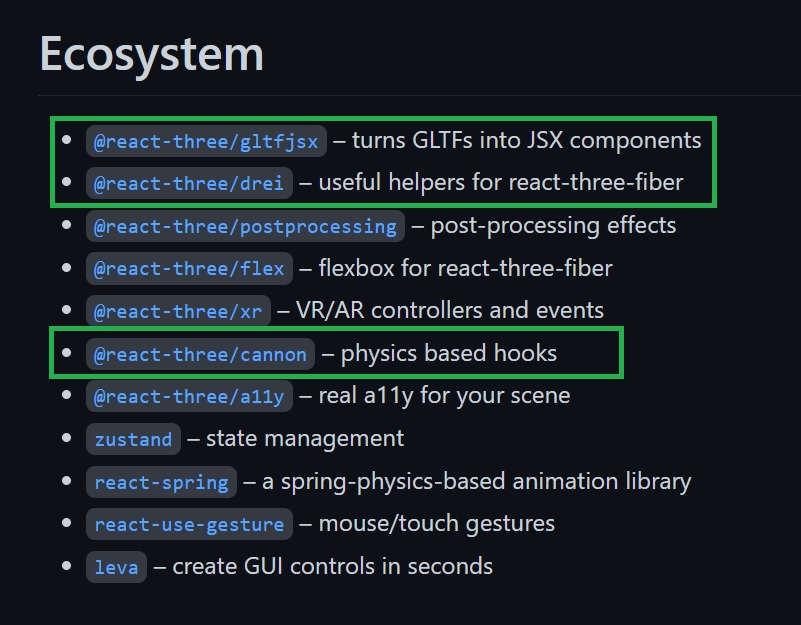 Ecosystem
• @react-three/gltfjsx – turns GLTFs into JSX components
• @react-three/drei – useful helpers for react-three-fiber
• @react-three/postprocessing – post-processing effects
• @react-three/flex – flexbox for react-three-fiber
• @react-three/xr – VR/AR controllers and events
• @react-three/cannon – physics based hooks
• @react-three/a11y – real a11y for your scene
• zustand – state management
• react-spring – a spring-physics-based animation library
• react-use-gesture – mouse/touch gestures
• leva – create GUI controls in seconds